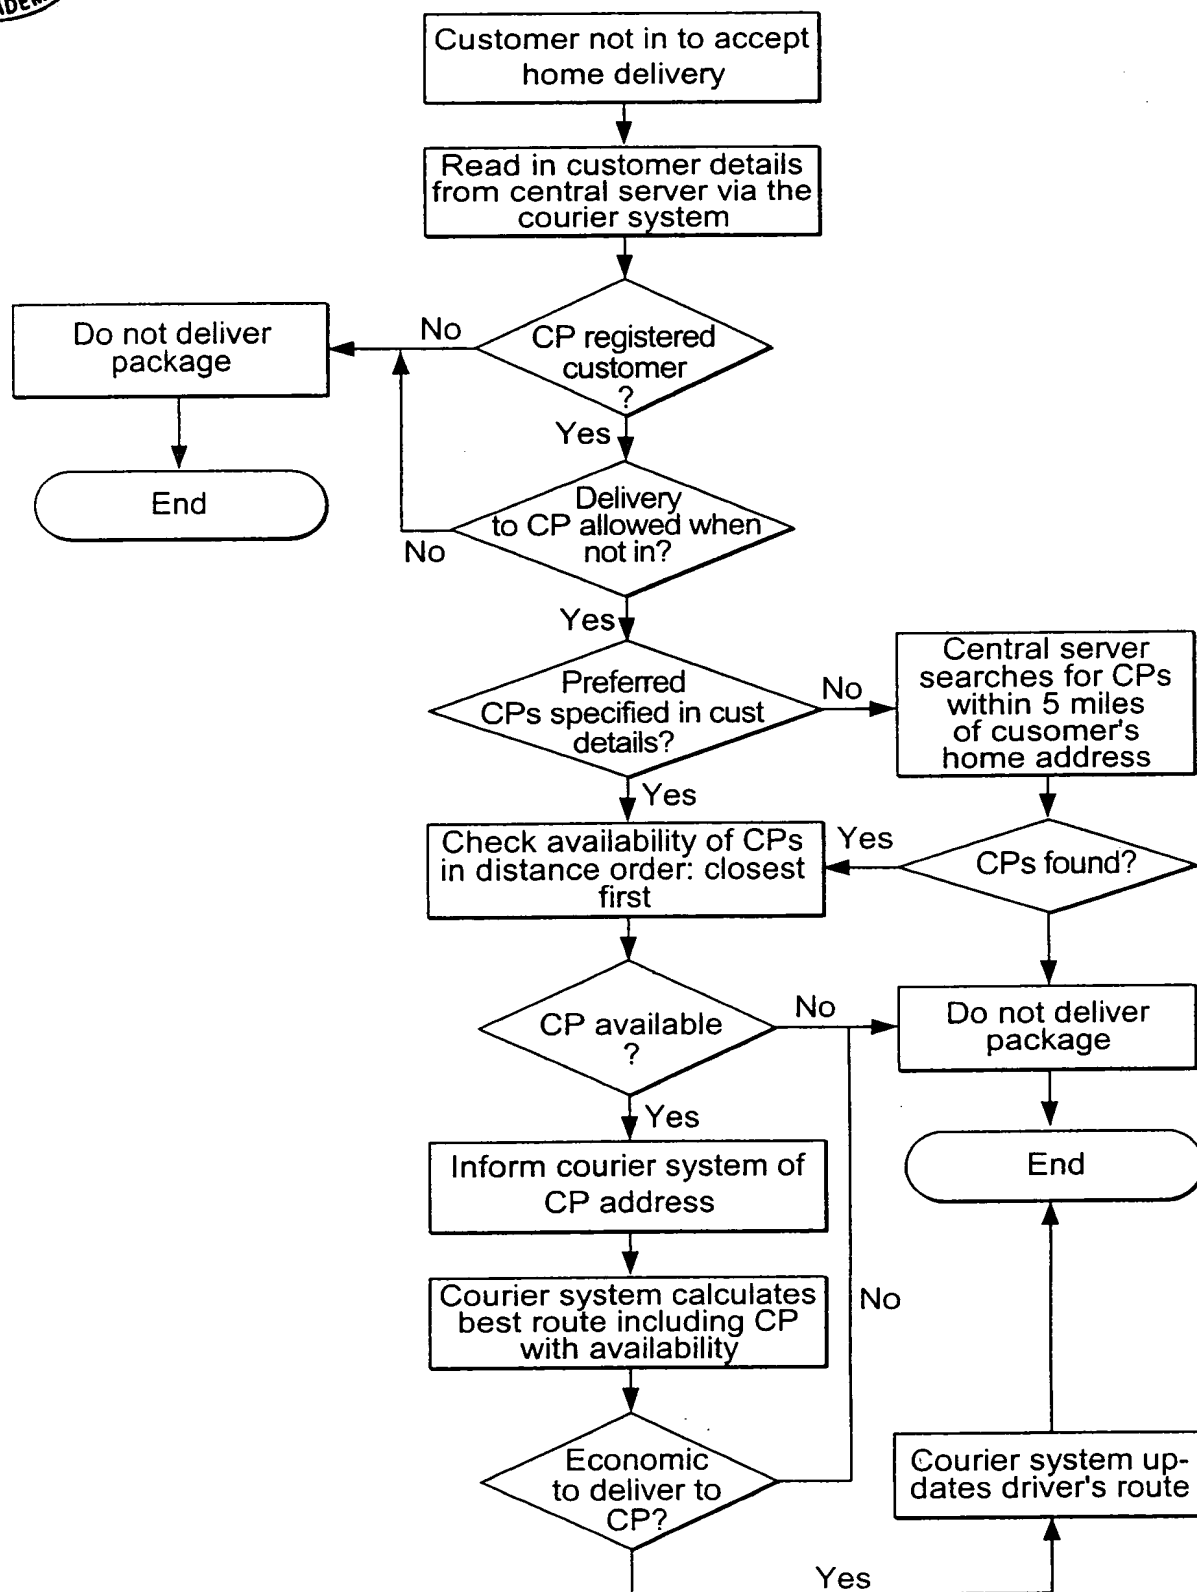 Customer not in to accept
home delivery
Read in customer details
from central server via the
courier system
Do not deliver
package
No
CP registered
customer
?
Yes
End
Delivery
to CP allowed when
not in?
No
Yes
Preferred
CPs specified in cust
details?
No
Central server
searches for CPs
within 5 miles
of cusomer's
home address
Yes
Check availability of CPs
in distance order: closest
first
Yes
CPs found?
CP available
?
No
Do not deliver
package
Yes
Inform courier system of
CP address
End
Courier system calculates
best route including CP
with availability
No
Economic
to deliver to
CP?
Courier system up-
dates driver's route
Yes